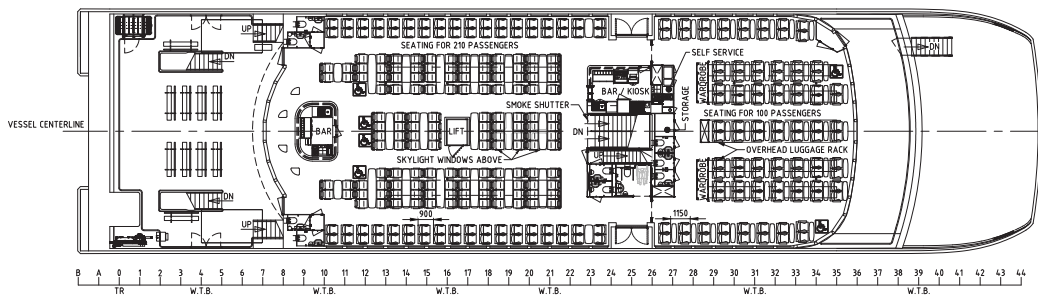 UP
DN
SEATING FOR 210 PASSENGERS
SELF SERVICE
DN
WARDROBE
BAR / KIOSK
STORAGE
SMOKE SHUTTER
SEATING FOR 100 PASSENGERS
VESSEL CENTERLINE
BAR
LIFT
DN
OVERHEAD LUGGAGE RACK
SKYLIGHT WINDOWS ABOVE
UP
WARDROBE
DN
900
1150
UP
B A 0 1 2 3 4 5 6 7 8 9 10 11 12 13 14 15 16 17 18 19 20 21 22 23 24 25 26 27 28 29 30 31 32 33 34 35 36 37 38 39 40 41 42 43 44
TR W.T.B. W.T.B. W.T.B. W.T.B. W.T.B. W.T.B.